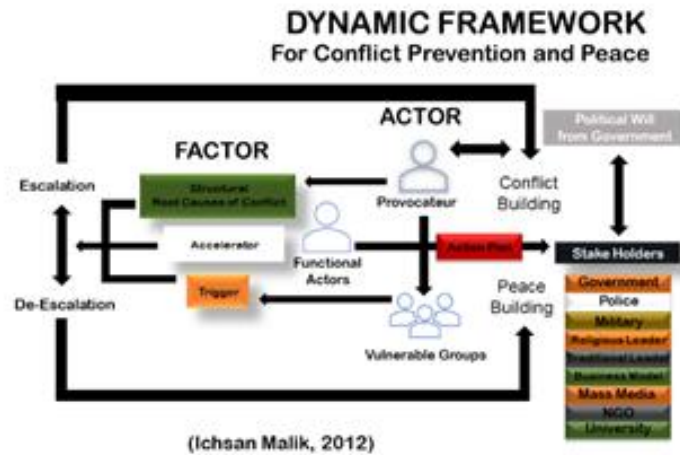 DYNAMIC FRAMEWORK
For Conflict Prevention and Peace
ACTOR
Political Will
from Government
FACTOR
Structural
Root Causes of Conflict
Escalation
Provocateur
Conflict
Building
Accelerator
Functional
Actors
Action Plan
Stake Holders
Trigger
De-Escalation
Peace
Building
Vulnerable Groups
Government
Police
Military
Religious Leader
Traditional Leader
Business Model
Mass Media
NGO
University
(Ichsan Malik, 2012)